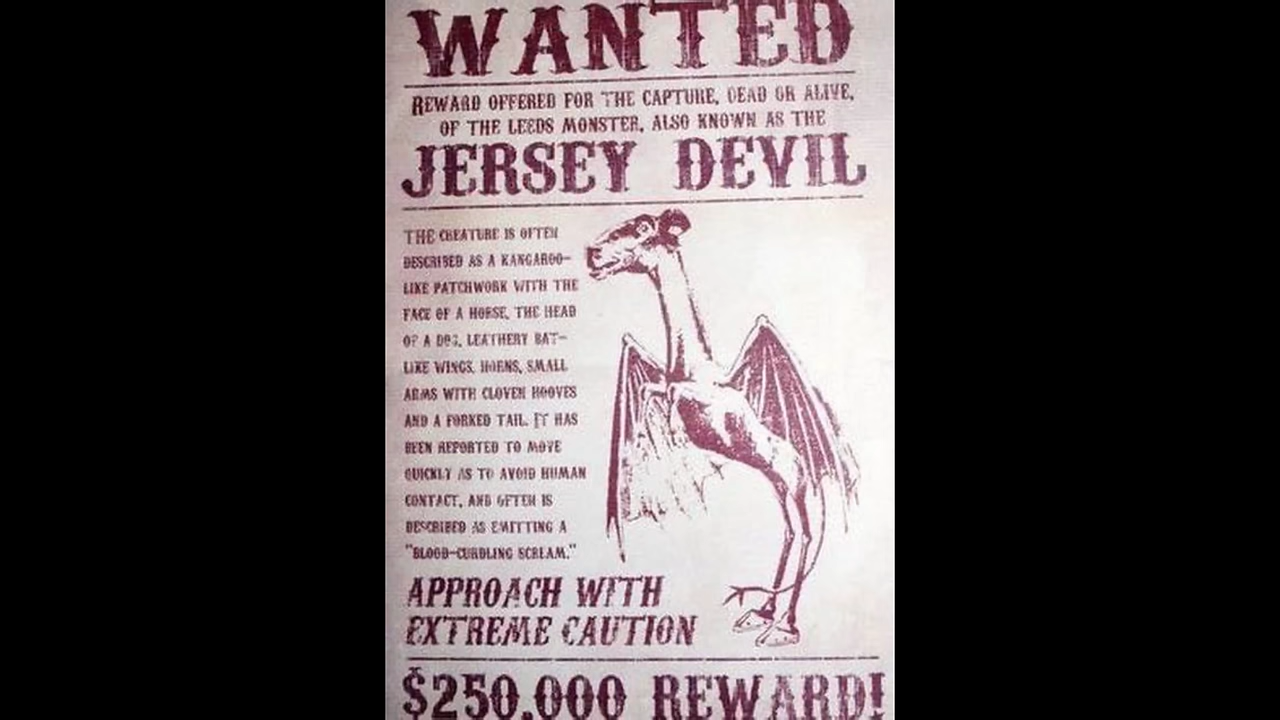 WANTED
REWARD OFFERED FOR THE CAPTURE, DEAD OR ALIVE,
OF THE LEEDS MONSTER, ALSO KNOWN AS THE
JERSEY DEVIL
THE CREATURE IS OFTEN
DESCRIBED AS A KANGAROO-
LIKE PATCHWORK WITH THE
FACE OF A HORSE, THE HEAD
OF A DOG, LEATHERY BAT-
LIKE WINGS, HORNS, SMALL
ARMS WITH CLOVEN HOOVES
AND A FORKED TAIL. IT HAS
BEEN REPORTED TO MOVE
QUICKLY AS TO AVOID HUMAN
CONTACT, AND OFTEN IS
DESCRIBED AS EMITTING A
"BLOOD-CURDLING SCREAM."
APPROACH WITH
EXTREME CAUTION
$250,000 REWARD!